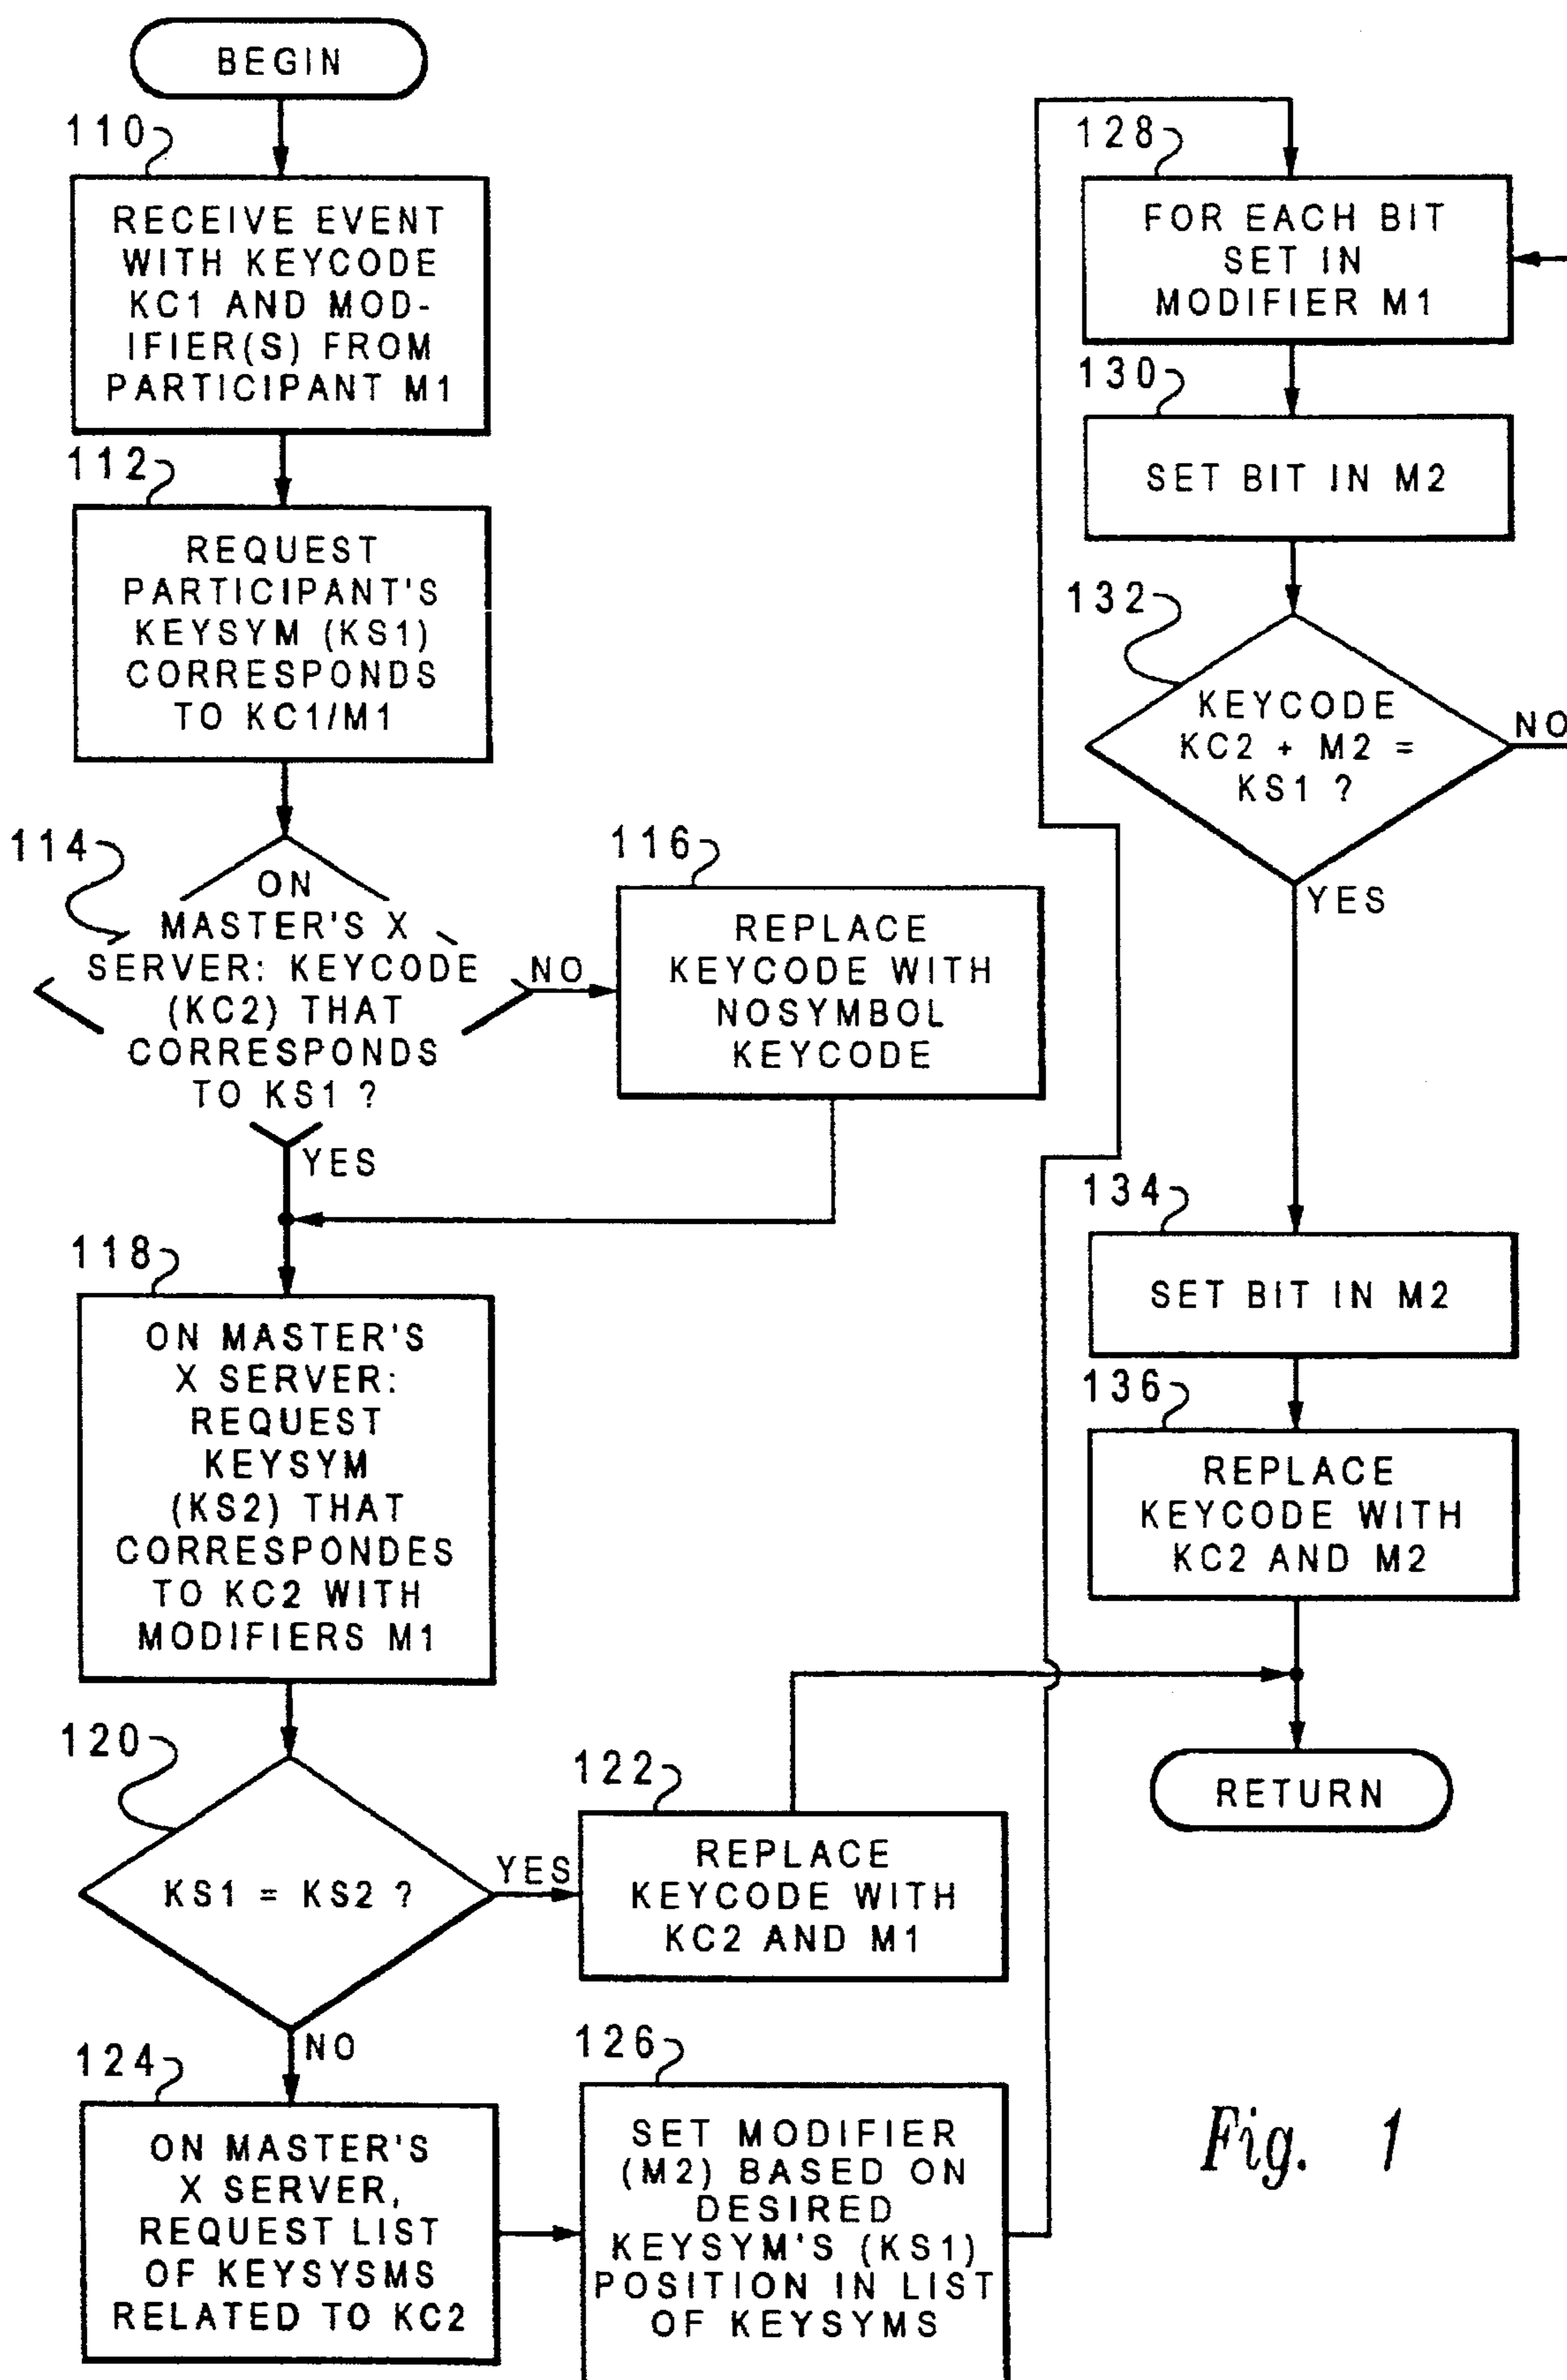 BEGIN
110
RECEIVE EVENT
WITH KEYCODE
KC1 AND MOD-
IFIER(S) FROM
PARTICIPANT M1
112
REQUEST
PARTICIPANT'S
KEYSYM (KS1)
CORRESPONDS
TO KC1/M1
114
ON
MASTER'S X
SERVER: KEYCODE
(KC2) THAT
CORRESPONDS
TO KS1 ?
NO
YES
116
REPLACE
KEYCODE WITH
NOSYMBOL
KEYCODE
118
ON MASTER'S
X SERVER:
REQUEST
KEYSYM
(KS2) THAT
CORRESPONDES
TO KC2 WITH
MODIFIERS M1
120
KS1 = KS2 ?
YES
NO
122
REPLACE
KEYCODE WITH
KC2 AND M1
124
ON MASTER'S
X SERVER,
REQUEST LIST
OF KEYSYSMS
RELATED TO KC2
126
SET MODIFIER
(M2) BASED ON
DESIRED
KEYSYM'S (KS1)
POSITION IN LIST
OF KEYSYMS
128
FOR EACH BIT
SET IN
MODIFIER M1
130
SET BIT IN M2
132
KEYCODE
KC2 + M2 =
KS1 ?
NO
YES
134
SET BIT IN M2
136
REPLACE
KEYCODE WITH
KC2 AND M2
RETURN
Fig. 1